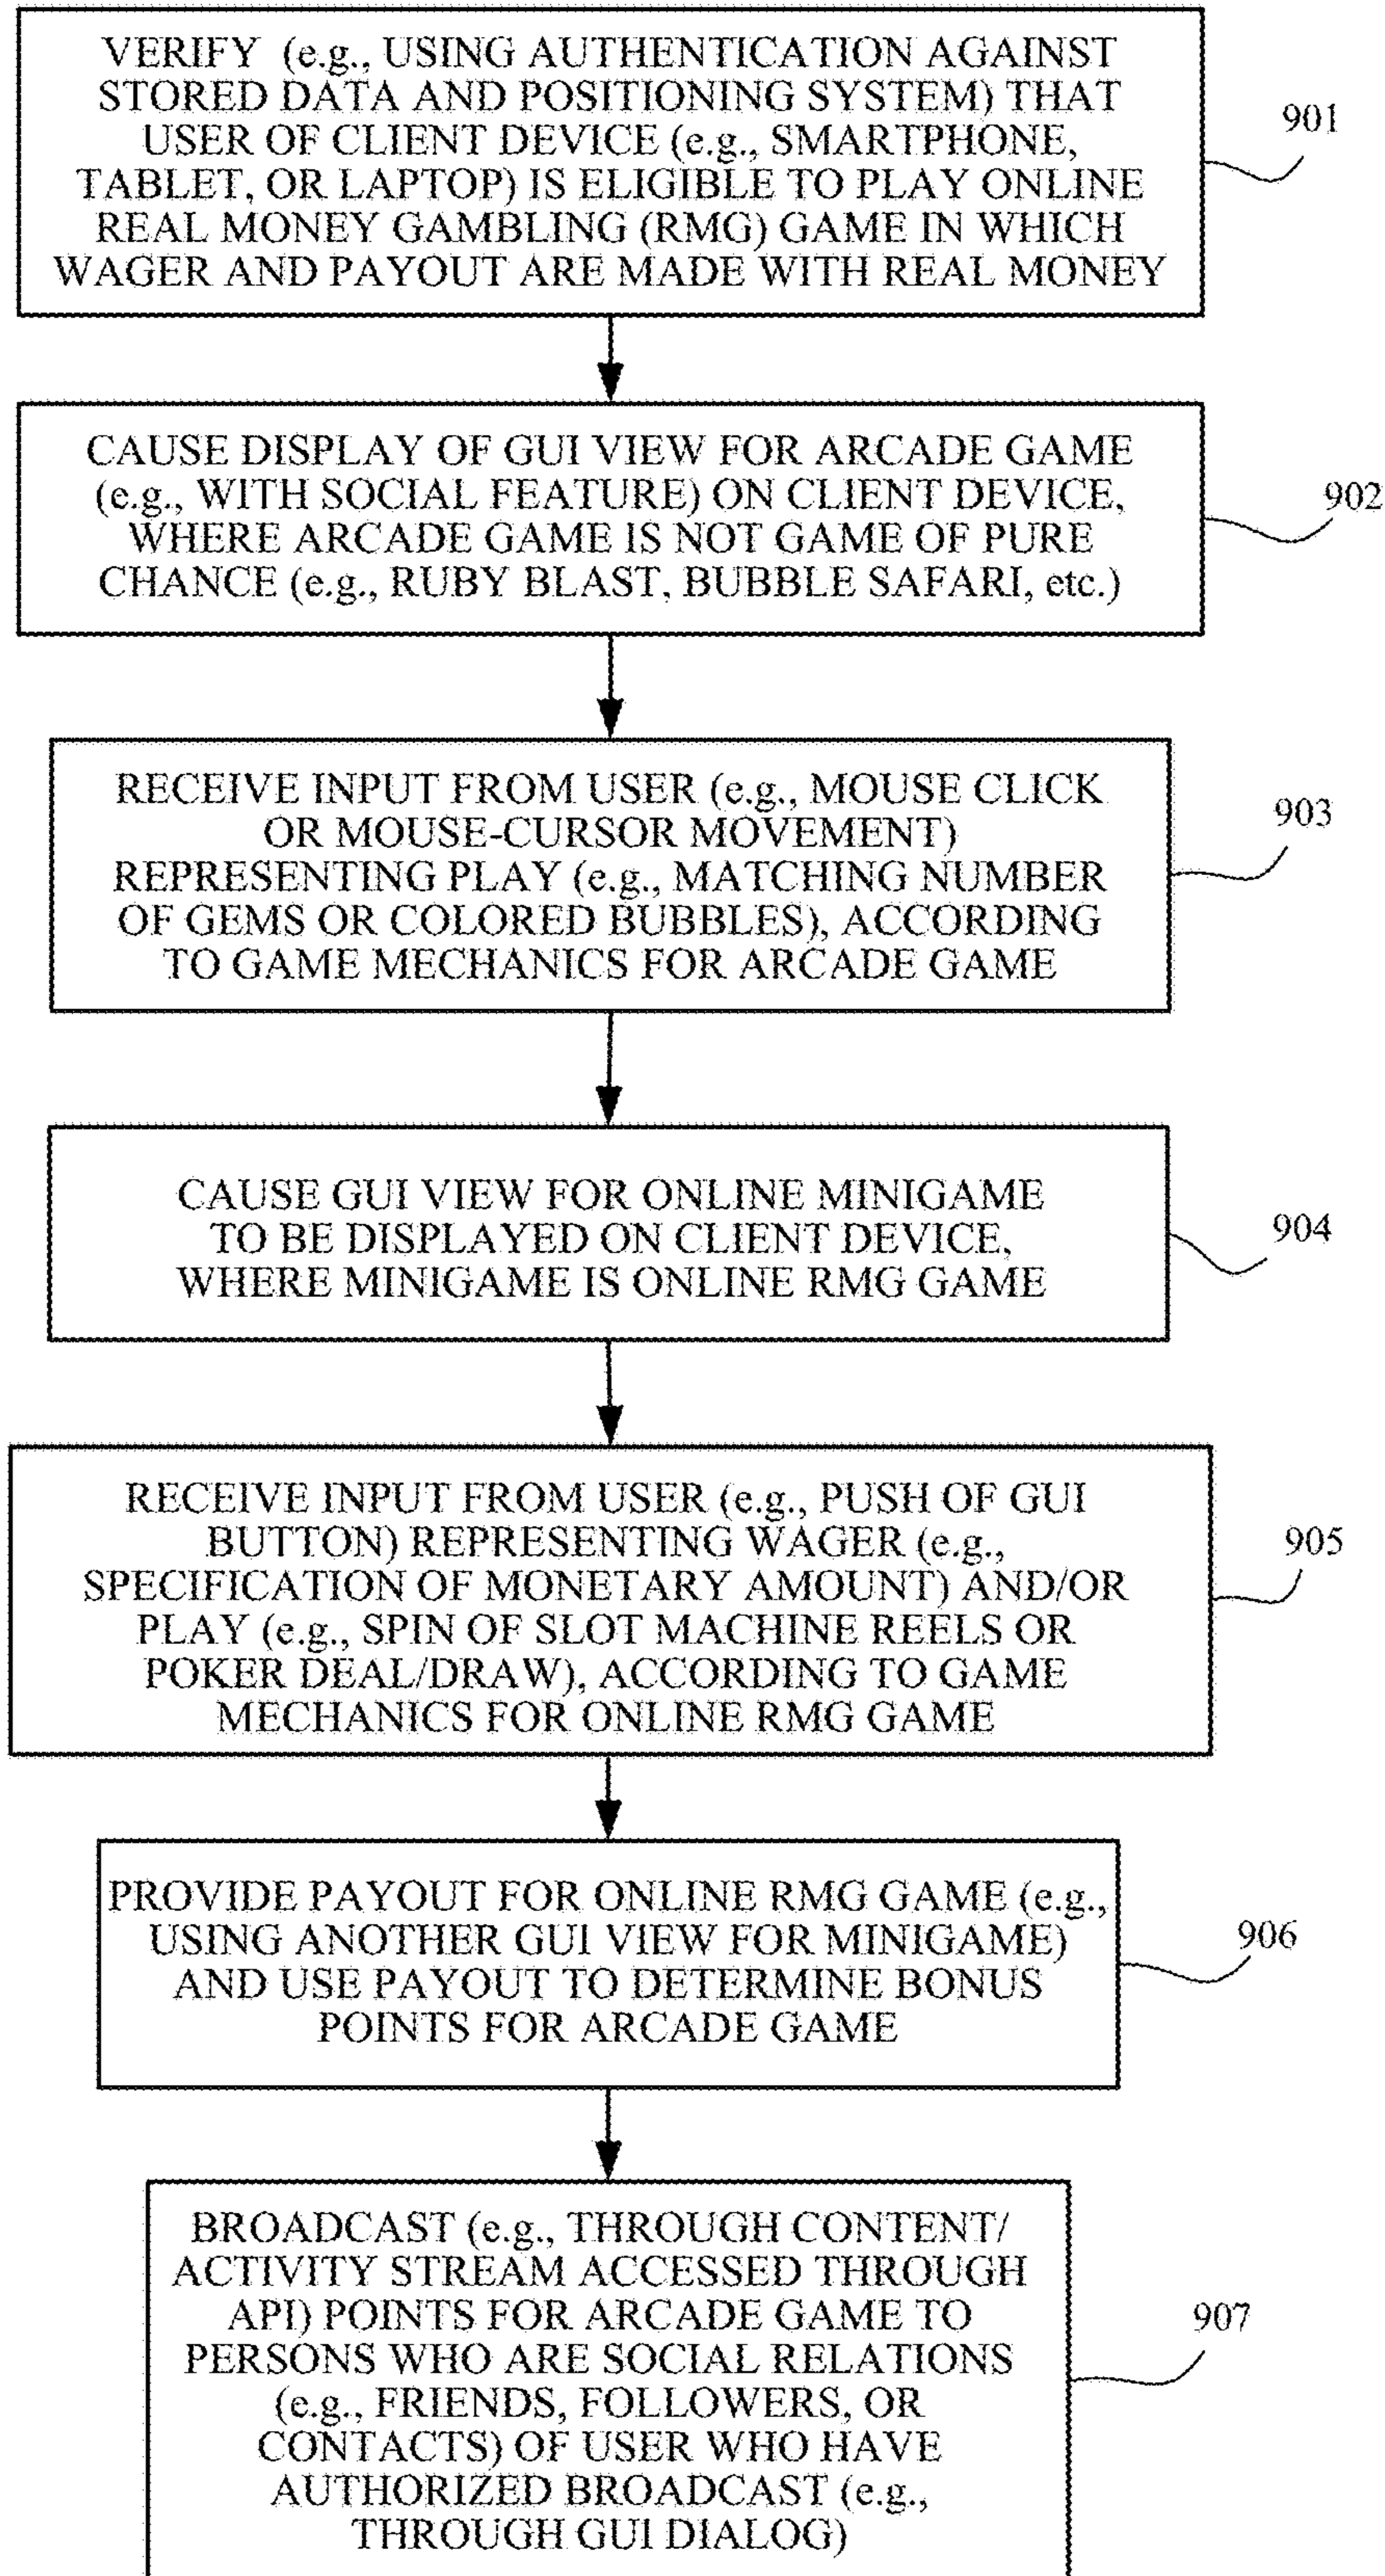 VERIFY (e.g., USING AUTHENTICATION AGAINST
STORED DATA AND POSITIONING SYSTEM) THAT
USER OF CLIENT DEVICE (e.g., SMARTPHONE,
TABLET, OR LAPTOP) IS ELIGIBLE TO PLAY ONLINE
REAL MONEY GAMBLING (RMG) GAME IN WHICH
WAGER AND PAYOUT ARE MADE WITH REAL MONEY
901
CAUSE DISPLAY OF GUI VIEW FOR ARCADE GAME
(e.g., WITH SOCIAL FEATURE) ON CLIENT DEVICE,
WHERE ARCADE GAME IS NOT GAME OF PURE
CHANCE (e.g., RUBY BLAST, BUBBLE SAFARI, etc.)
902
RECEIVE INPUT FROM USER (e.g., MOUSE CLICK
OR MOUSE-CURSOR MOVEMENT)
REPRESENTING PLAY (e.g., MATCHING NUMBER
OF GEMS OR COLORED BUBBLES), ACCORDING
TO GAME MECHANICS FOR ARCADE GAME
903
CAUSE GUI VIEW FOR ONLINE MINIGAME
TO BE DISPLAYED ON CLIENT DEVICE,
WHERE MINIGAME IS ONLINE RMG GAME
904
RECEIVE INPUT FROM USER (e.g., PUSH OF GUI
BUTTON) REPRESENTING WAGER (e.g.,
SPECIFICATION OF MONETARY AMOUNT) AND/OR
PLAY (e.g., SPIN OF SLOT MACHINE REELS OR
POKER DEAL/DRAW), ACCORDING TO GAME
MECHANICS FOR ONLINE RMG GAME
905
PROVIDE PAYOUT FOR ONLINE RMG GAME (e.g.,
USING ANOTHER GUI VIEW FOR MINIGAME)
AND USE PAYOUT TO DETERMINE BONUS
POINTS FOR ARCADE GAME
906
BROADCAST (e.g., THROUGH CONTENT/
ACTIVITY STREAM ACCESSED THROUGH
API) POINTS FOR ARCADE GAME TO
PERSONS WHO ARE SOCIAL RELATIONS
(e.g., FRIENDS, FOLLOWERS, OR
CONTACTS) OF USER WHO HAVE
AUTHORIZED BROADCAST (e.g.,
THROUGH GUI DIALOG)
907